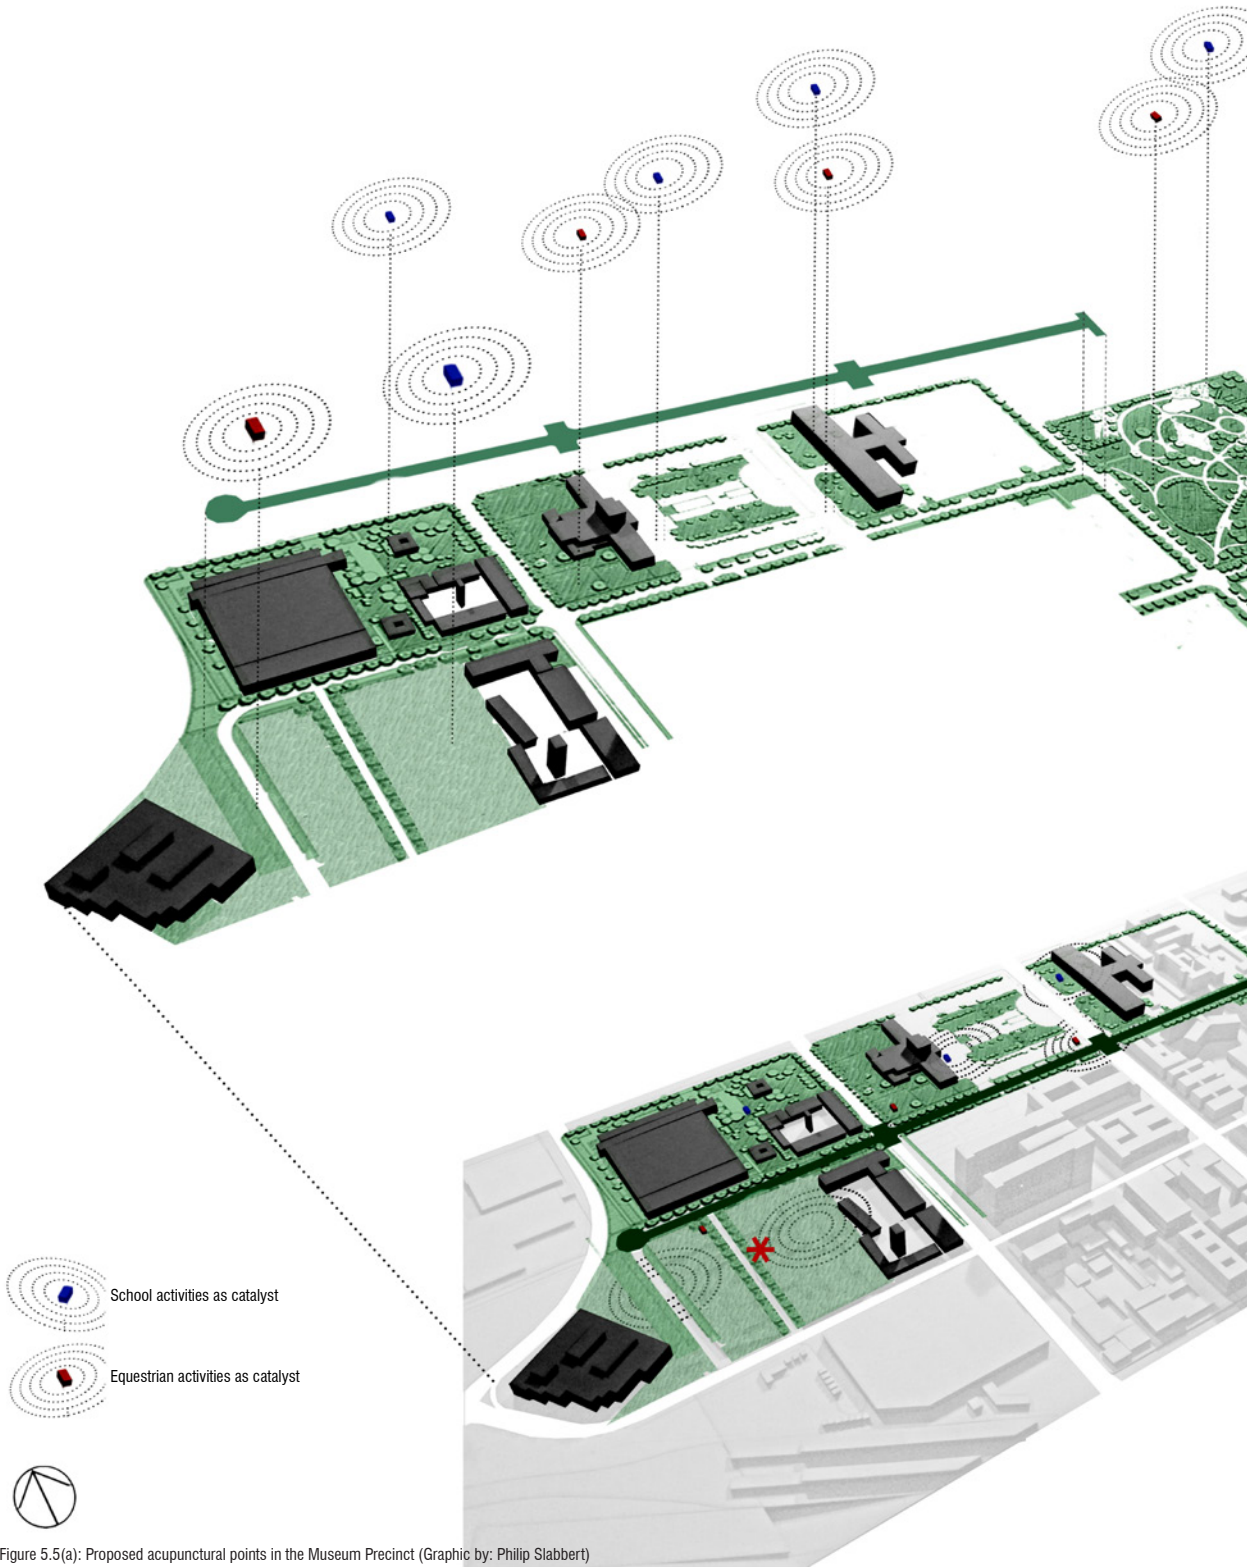 School activities as catalyst
Equestrian activities as catalyst
Figure 5.5(a): Proposed acupunctural points in the Museum Precinct (Graphic by: Philip Slabbert)